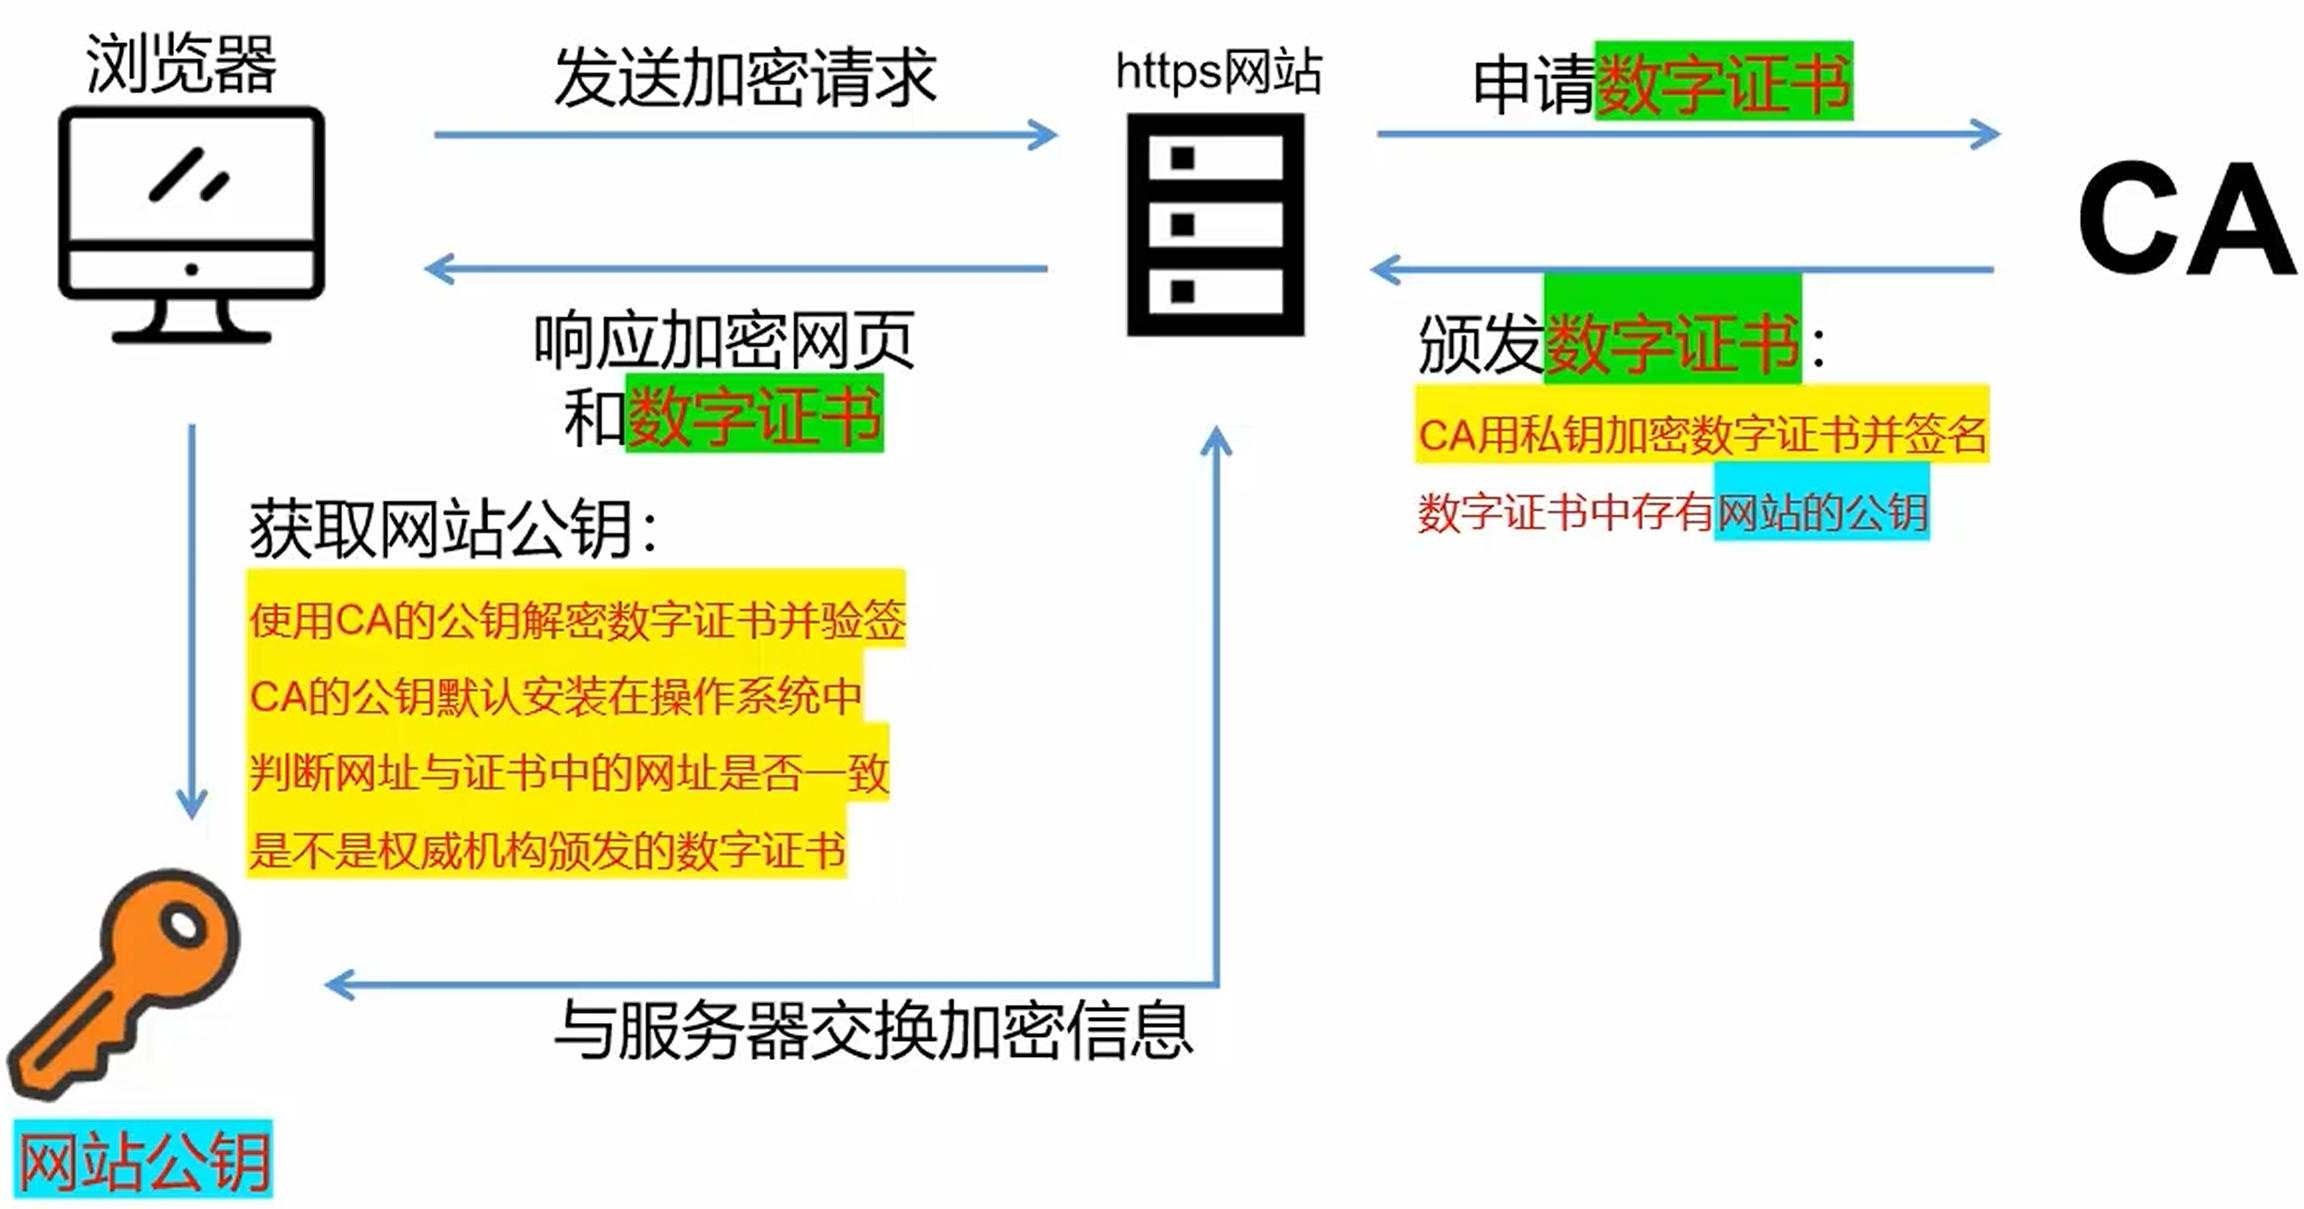 浏览器
发送加密请求
https网站
申请数字证书
CA
响应加密网页
和数字证书
颁发数字证书：
CA用私钥加密数字证书并签名
数字证书中存有网站的公钥
获取网站公钥：
使用CA的公钥解密数字证书并验签
CA的公钥默认安装在操作系统中
判断网址与证书中的网址是否一致
是不是权威机构颁发的数字证书
与服务器交换加密信息
网站公钥